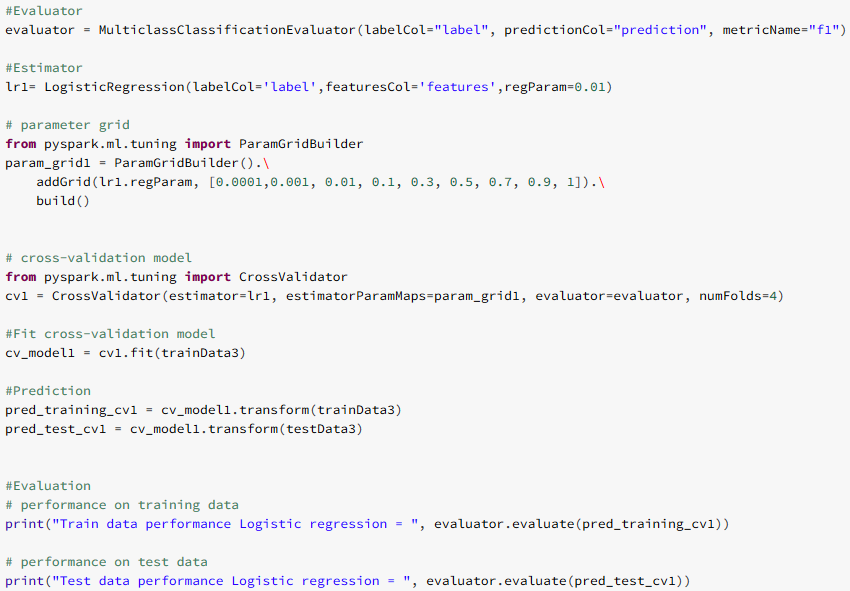 #Evaluator
evaluator = MulticlassClassificationEvaluator(labelCol="label", predictionCol="prediction", metricName="f1")
#Estimator
lr1= LogisticRegression(labelCol='label',featuresCol='features',regParam=0.01)
# parameter grid
from pyspark.ml.tuning import ParamGridBuilder
param_grid1 = ParamGridBuilder().\
    addGrid(lr1.regParam, [0.0001,0.001, 0.01, 0.1, 0.3, 0.5, 0.7, 0.9, 1]).\
    build()
# cross-validation model
from pyspark.ml.tuning import CrossValidator
cv1 = CrossValidator(estimator=lr1, estimatorParamMaps=param_grid1, evaluator=evaluator, numFolds=4)
#Fit cross-validation model
cv_model1 = cv1.fit(trainData3)
#Prediction
pred_training_cv1 = cv_model1.transform(trainData3)
pred_test_cv1 = cv_model1.transform(testData3)
#Evaluation
# performance on training data
print("Train data performance Logistic regression = ", evaluator.evaluate(pred_training_cv1))
# performance on test data
print("Test data performance Logistic regression = ", evaluator.evaluate(pred_test_cv1))